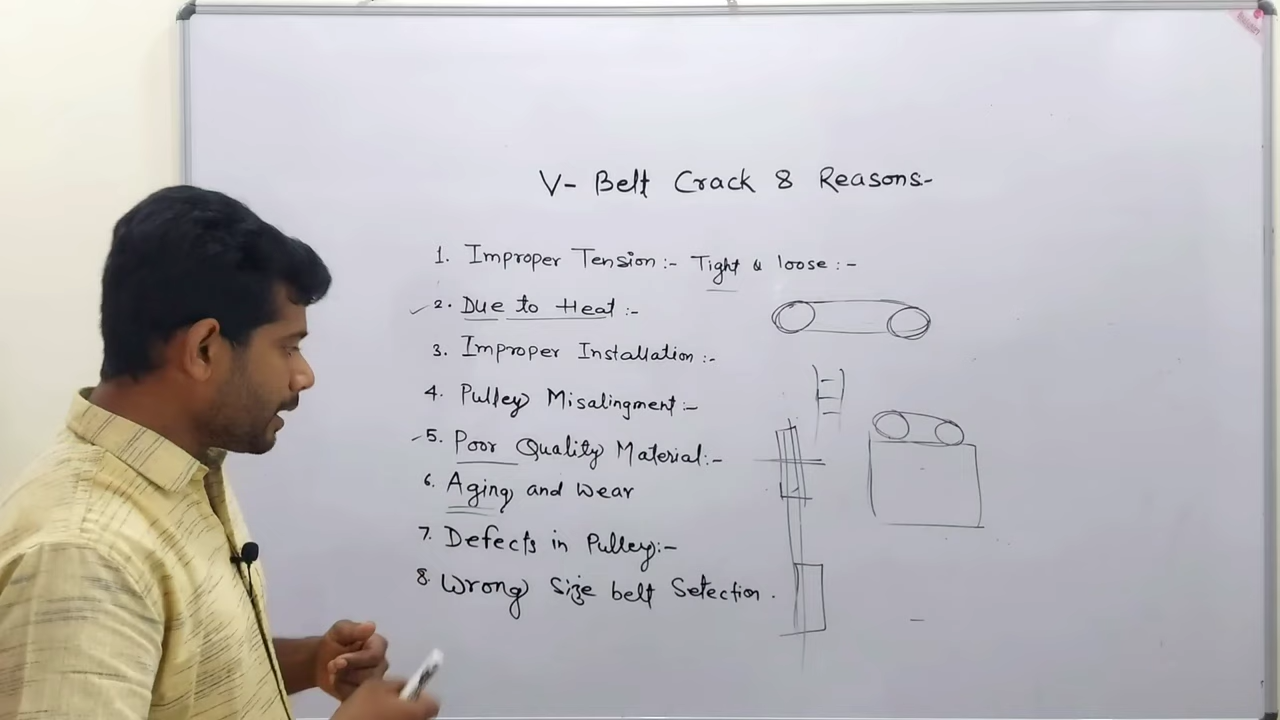 V- Belt Crack 8 Reasons-
1. Improper Tension:- Tight & loose:-
2. Due to Heat:-
3. Improper Installation:-
4. Pulley Misalingment:-
5. Poor Quality Material:-
6. Aging and Wear
7. Defects in Pulley:-
8. Wrong Size belt Selection.